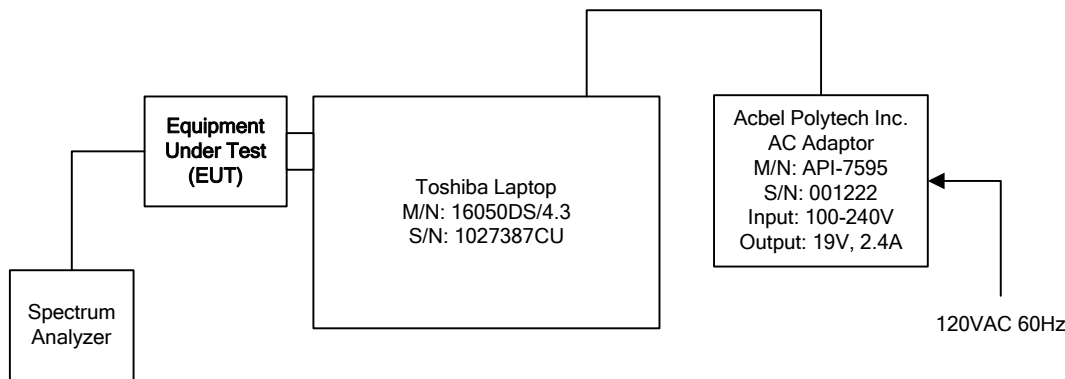 Equipment
Under Test
(EUT)
Toshiba Laptop
M/N: 16050DS/4.3
S/N: 1027387CU
Acbel Polytech Inc.
AC Adaptor
M/N: API-7595
S/N: 001222
Input: 100-240V
Output: 19V, 2.4A
Spectrum
Analyzer
120VAC 60Hz